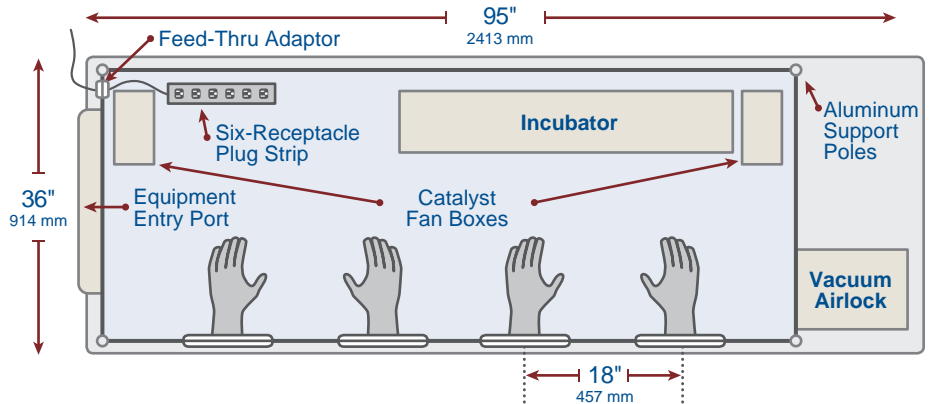 95"
2413 mm
Feed-Thru Adaptor
Six-Receptacle
Plug Strip
Incubator
Aluminum
Support
Poles
36"
914 mm
Equipment
Entry Port
Catalyst
Fan Boxes
Vacuum
Airlock
18"
457 mm